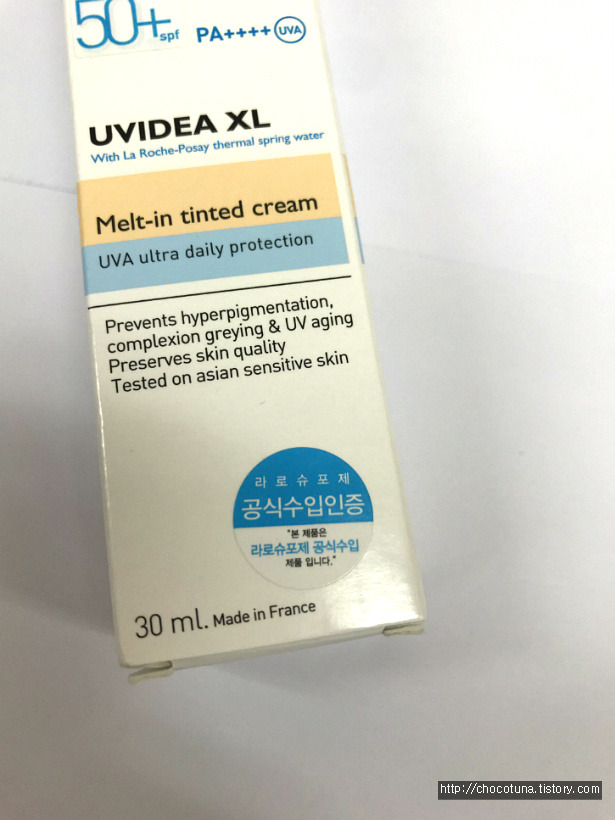 50+ spf PA++++ UVA
UVIDEA XL
With La Roche-Posay thermal spring water
Melt-in tinted cream
UVA ultra daily protection
Prevents hyperpigmentation,
complexion greying & UV aging
Preserves skin quality
Tested on asian sensitive skin
라로슈포제
공식수입인증
"본 제품은
라로슈포제 공식수입
제품 입니다."
30 ml. Made in France
http://chocotuna.tistory.com